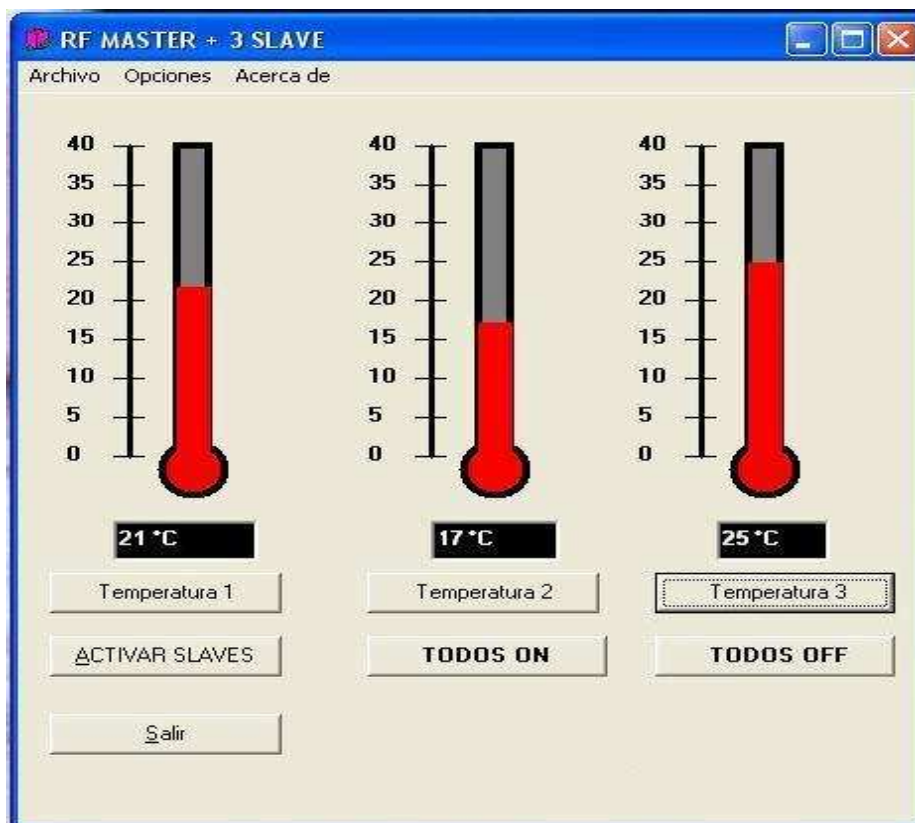 RF MASTER + 3 SLAVE
Archivo Opciones Acerca de
40 40 40
35 35 35
30 30 30
25 25 25
20 20 20
15 15 15
10 10 10
5 5 5
0 0 0
21 °C 17 °C 25 °C
Temperatura 1 Temperatura 2 Temperatura 3
ACTIVAR SLAVES TODOS ON TODOS OFF
Salir